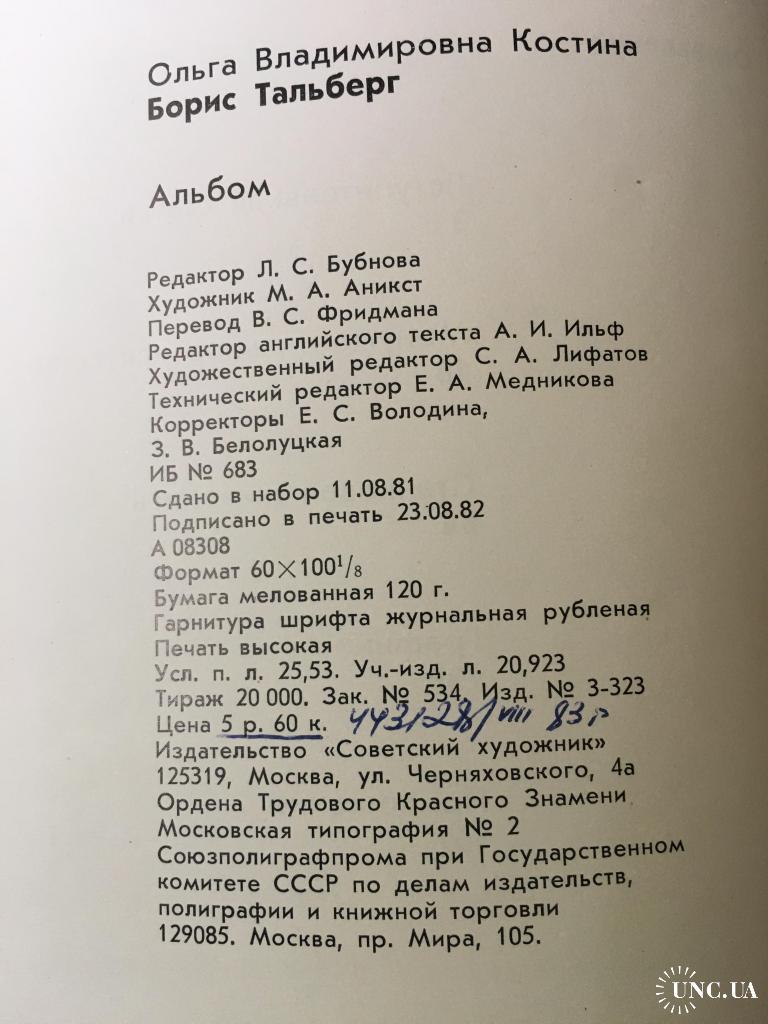 Ольга Владимировна Костина
Борис Тальберг
Альбом
Редактор Л. С. Бубнова
Художник М. А. Аникст
Перевод В. С. Фридмана
Редактор английского текста А. И. Ильф
Художественный редактор С. А. Лифатов
Технический редактор Е. А. Медникова
Корректоры Е. С. Володина,
З. В. Белолуцкая
ИБ № 683
Сдано в набор 11.08.81
Подписано в печать 23.08.82
А 08308
Формат 60×100¹/₈
Бумага мелованная 120 г.
Гарнитура шрифта журнальная рубленая
Печать высокая
Усл. п. л. 25,53. Уч.-изд. л. 20,923
Тираж 20 000. Зак. № 534. Изд. № 3-323
Цена 5 р. 60 к. VIII 83 г
Издательство «Советский художник»
125319, Москва, ул. Черняховского, 4а
Ордена Трудового Красного Знамени
Московская типография № 2
Союзполиграфпрома при Государственном
комитете СССР по делам издательств,
полиграфии и книжной торговли
129085. Москва, пр. Мира, 105.
UNC.UA